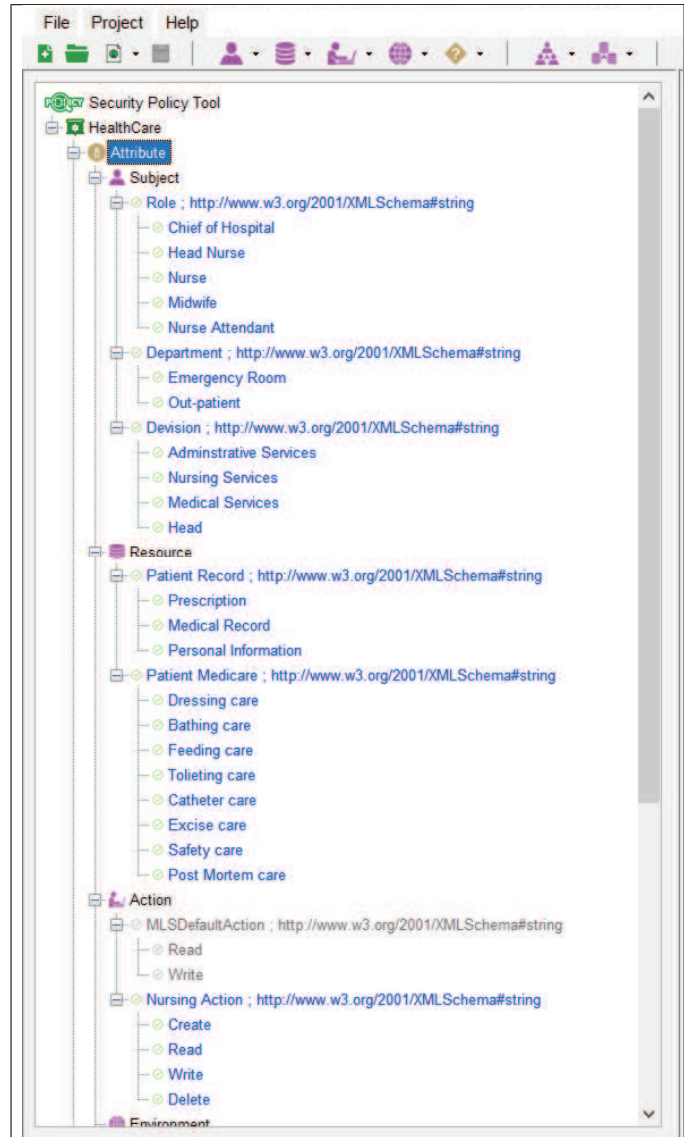 File Project Help
POLICY Security Policy Tool
HealthCare
Attribute
Subject
Role ; http://www.w3.org/2001/XMLSchema#string
Chief of Hospital
Head Nurse
Nurse
Midwife
Nurse Attendant
Department ; http://www.w3.org/2001/XMLSchema#string
Emergency Room
Out-patient
Devision ; http://www.w3.org/2001/XMLSchema#string
Adminstrative Services
Nursing Services
Medical Services
Head
Resource
Patient Record ; http://www.w3.org/2001/XMLSchema#string
Prescription
Medical Record
Personal Information
Patient Medicare ; http://www.w3.org/2001/XMLSchema#string
Dressing care
Bathing care
Feeding care
Tolieting care
Catheter care
Excise care
Safety care
Post Mortem care
Action
MLSDefaultAction ; http://www.w3.org/2001/XMLSchema#string
Read
Write
Nursing Action ; http://www.w3.org/2001/XMLSchema#string
Create
Read
Write
Delete
Environment